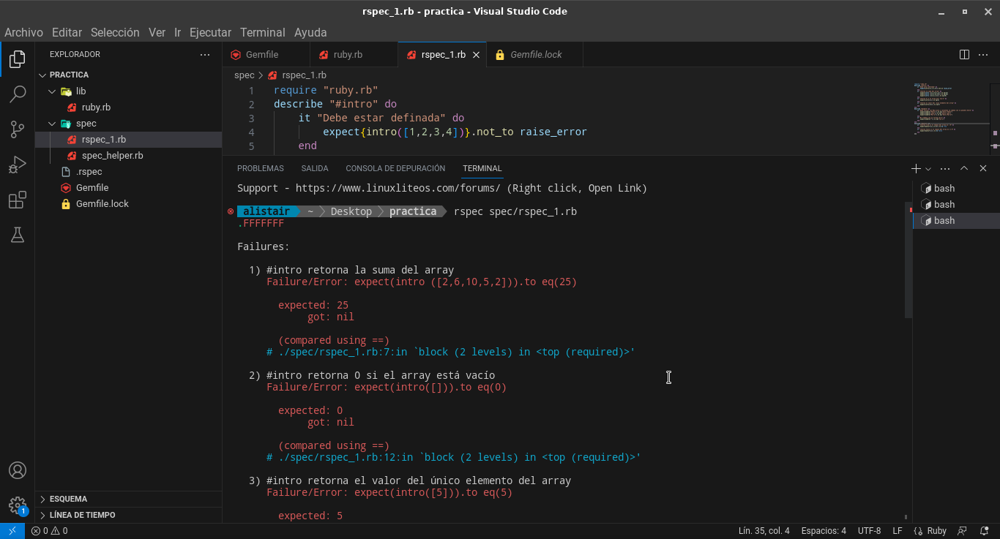 rspec_1.rb - practica - Visual Studio Code
Archivo Editar Selección Ver Ir Ejecutar Terminal Ayuda
EXPLORADOR
PRACTICA
lib
ruby.rb
spec
rspec_1.rb
spec_helper.rb
.rspec
Gemfile
Gemfile.lock
ESQUEMA
LÍNEA DE TIEMPO
1
Gemfile ruby.rb rspec_1.rb Gemfile.lock
spec rspec_1.rb
1 require "ruby.rb"
2 describe "#intro" do
3 it "Debe estar definada" do
4 expect{intro([1,2,3,4])}.not_to raise_error
5 end
PROBLEMAS SALIDA CONSOLA DE DEPURACIÓN TERMINAL
Support - https://www.linuxliteos.com/forums/ (Right click, Open Link)
alistair ~ Desktop practica rspec spec/rspec_1.rb
.FFFFFFF
Failures:
1) #intro retorna la suma del array
Failure/Error: expect(intro ([2,6,10,5,2])).to eq(25)
expected: 25
got: nil
(compared using ==)
# ./spec/rspec_1.rb:7:in `block (2 levels) in <top (required)>'
2) #intro retorna 0 si el array está vacío
Failure/Error: expect(intro([])).to eq(0)
expected: 0
got: nil
(compared using ==)
# ./spec/rspec_1.rb:12:in `block (2 levels) in <top (required)>'
3) #intro retorna el valor del único elemento del array
Failure/Error: expect(intro([5])).to eq(5)
expected: 5
bash
bash
bash
0 0 Lín. 35, col. 4 Espacios: 4 UTF-8 LF Ruby